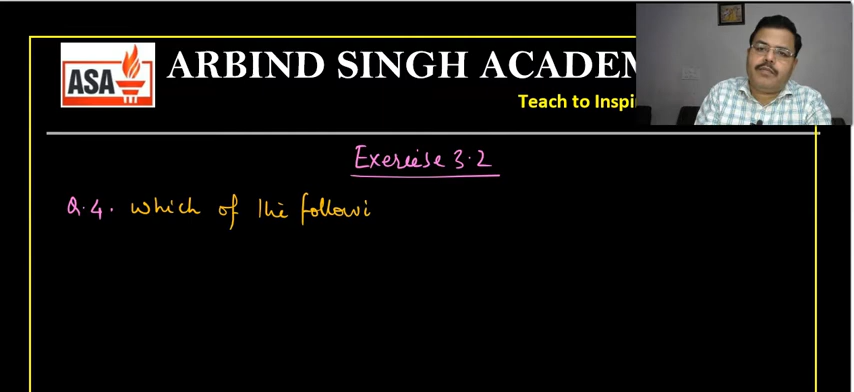 ASA
ARBIND SINGH ACADEM
Teach to Inspi
Exercise 3.2
Q.4. Which of the followi